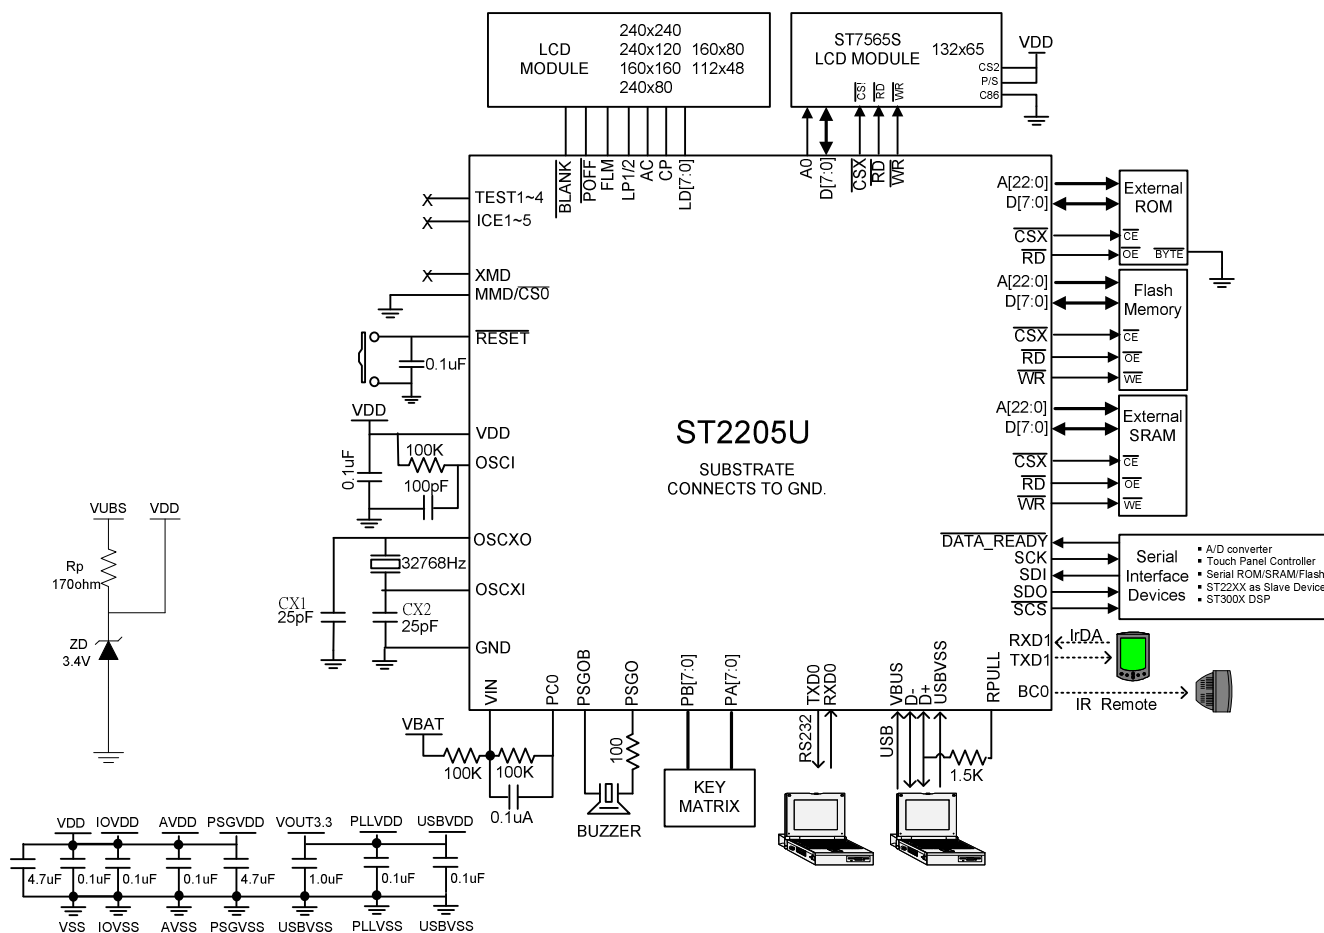 LCD
MODULE
240x240
240x120 160x80
160x160 112x48
240x80
ST7565S
LCD MODULE
132x65
CS2
P/S
C86
VDD
CS!
RD
WR
BLANK
POFF
FLM
LP1/2
AC
CP
LD[7:0]
A0
D[7:0]
CSX
RD
WR
TEST1~4
ICE1~5
XMD
MMD/CS0
RESET
0.1uF
VDD
VDD
100K
OSCI
0.1uF
100pF
OSCXO
32768Hz
OSCXI
CX1
25pF
CX2
25pF
GND
ST2205U
SUBSTRATE
CONNECTS TO GND.
A[22:0]
D[7:0]
CSX
RD
External
ROM
CE
OE
BYTE
A[22:0]
D[7:0]
CSX
RD
WR
Flash
Memory
CE
OE
WE
A[22:0]
D[7:0]
CSX
RD
WR
External
SRAM
CE
OE
WE
DATA_READY
SCK
SDI
SDO
SCS
Serial
Interface
Devices
▪ A/D converter
▪ Touch Panel Controller
▪ Serial ROM/SRAM/Flash
▪ ST22XX as Slave Device
▪ ST300X DSP
RXD1
TXD1
IrDA
BC0
IR Remote
VUBS
VDD
Rp
170ohm
ZD
3.4V
VIN
PC0
PSGOB
PSGO
PB[7:0]
PA[7:0]
TXD0
RXD0
VBUS
D-
D+
USBVSS
RPULL
VBAT
100K
100K
0.1uA
100
BUZZER
KEY
MATRIX
RS232
USB
1.5K
VDD
IOVDD
AVDD
PSGVDD
VOUT3.3
PLLVDD
USBVDD
4.7uF
0.1uF
0.1uF
0.1uF
4.7uF
1.0uF
0.1uF
0.1uF
VSS
IOVSS
AVSS
PSGVSS
USBVSS
PLLVSS
USBVSS